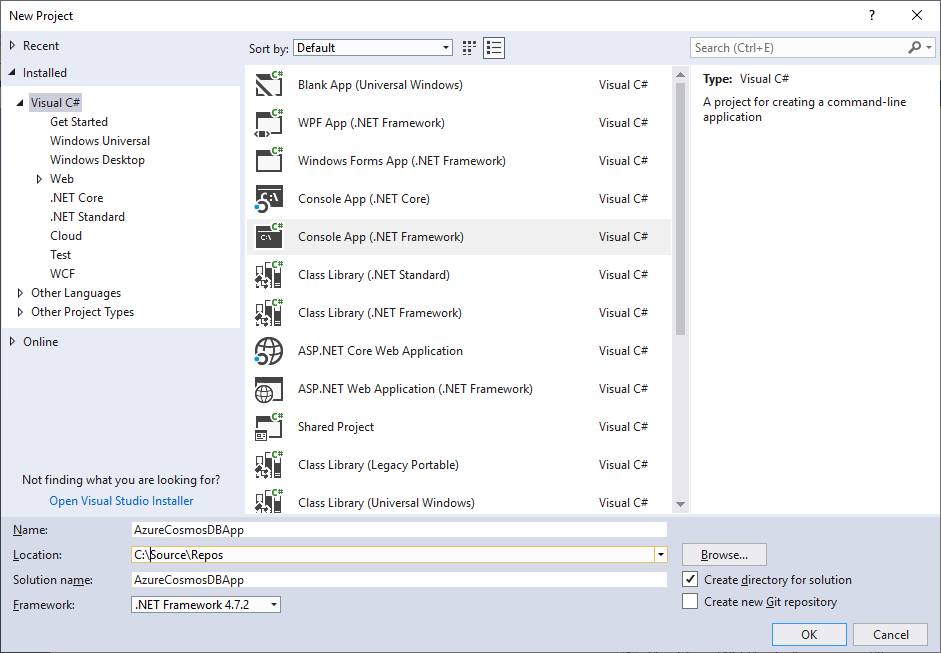 New Project
?
Recent
Installed
Visual C#
Get Started
Windows Universal
Windows Desktop
Web
.NET Core
.NET Standard
Cloud
Test
WCF
Other Languages
Other Project Types
Online
Not finding what you are looking for?
Open Visual Studio Installer
Sort by: Default
C# Blank App (Universal Windows) Visual C#
C# WPF App (.NET Framework) Visual C#
C# Windows Forms App (.NET Framework) Visual C#
C# C:\ Console App (.NET Core) Visual C#
C# C:\ Console App (.NET Framework) Visual C#
C# Class Library (.NET Standard) Visual C#
C# Class Library (.NET Framework) Visual C#
ASP.NET Core Web Application Visual C#
C# ASP.NET Web Application (.NET Framework) Visual C#
C# Shared Project Visual C#
C# Class Library (Legacy Portable) Visual C#
C# Class Library (Universal Windows) Visual C#
Search (Ctrl+E)
Type: Visual C#
A project for creating a command-line
application
Name: AzureCosmosDBApp
Location: C:\Source\Repos Browse...
Solution name: AzureCosmosDBApp Create directory for solution
Framework: .NET Framework 4.7.2 Create new Git repository
OK Cancel